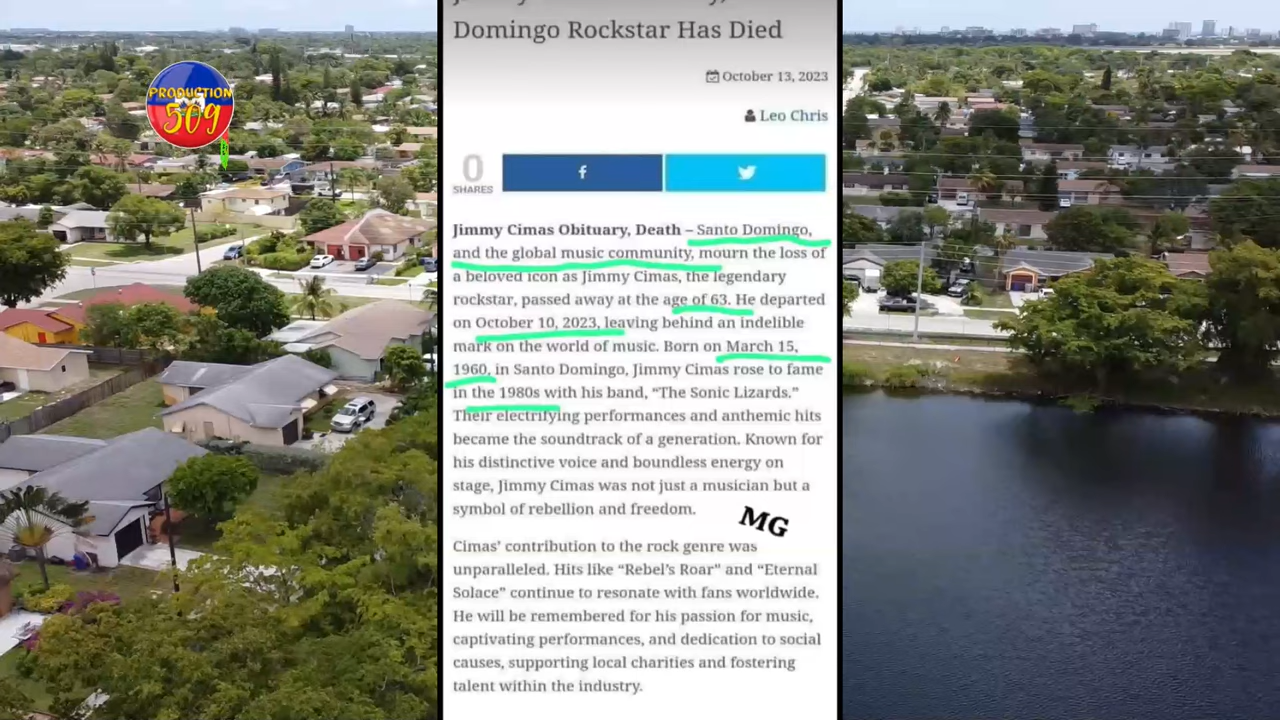 Domingo Rockstar Has Died
October 13, 2023
Leo Chris
0
SHARES
Jimmy Cimas Obituary, Death – Santo Domingo,
and the global music community, mourn the loss of
a beloved icon as Jimmy Cimas, the legendary
rockstar, passed away at the age of 63. He departed
on October 10, 2023, leaving behind an indelible
mark on the world of music. Born on March 15,
1960, in Santo Domingo, Jimmy Cimas rose to fame
in the 1980s with his band, “The Sonic Lizards.”
Their electrifying performances and anthemic hits
became the soundtrack of a generation. Known for
his distinctive voice and boundless energy on
stage, Jimmy Cimas was not just a musician but a
symbol of rebellion and freedom.
MG
Cimas’ contribution to the rock genre was
unparalleled. Hits like “Rebel’s Roar” and “Eternal
Solace” continue to resonate with fans worldwide.
He will be remembered for his passion for music,
captivating performances, and dedication to social
causes, supporting local charities and fostering
talent within the industry.
PRODUCTION
509